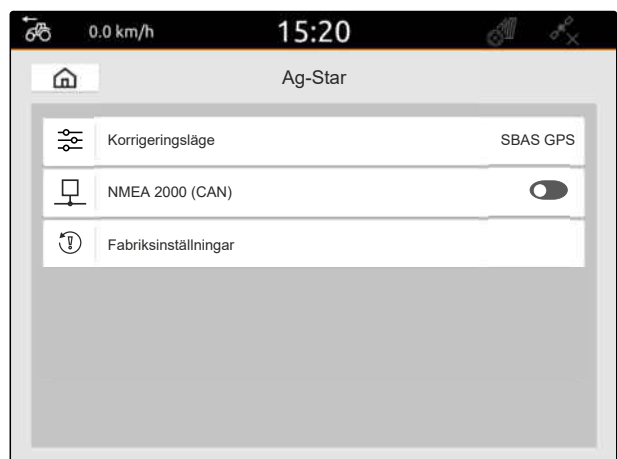 0.0 km/h 15:20
Ag-Star
Korrigeringsläge SBAS GPS
NMEA 2000 (CAN)
Fabriksinställningar